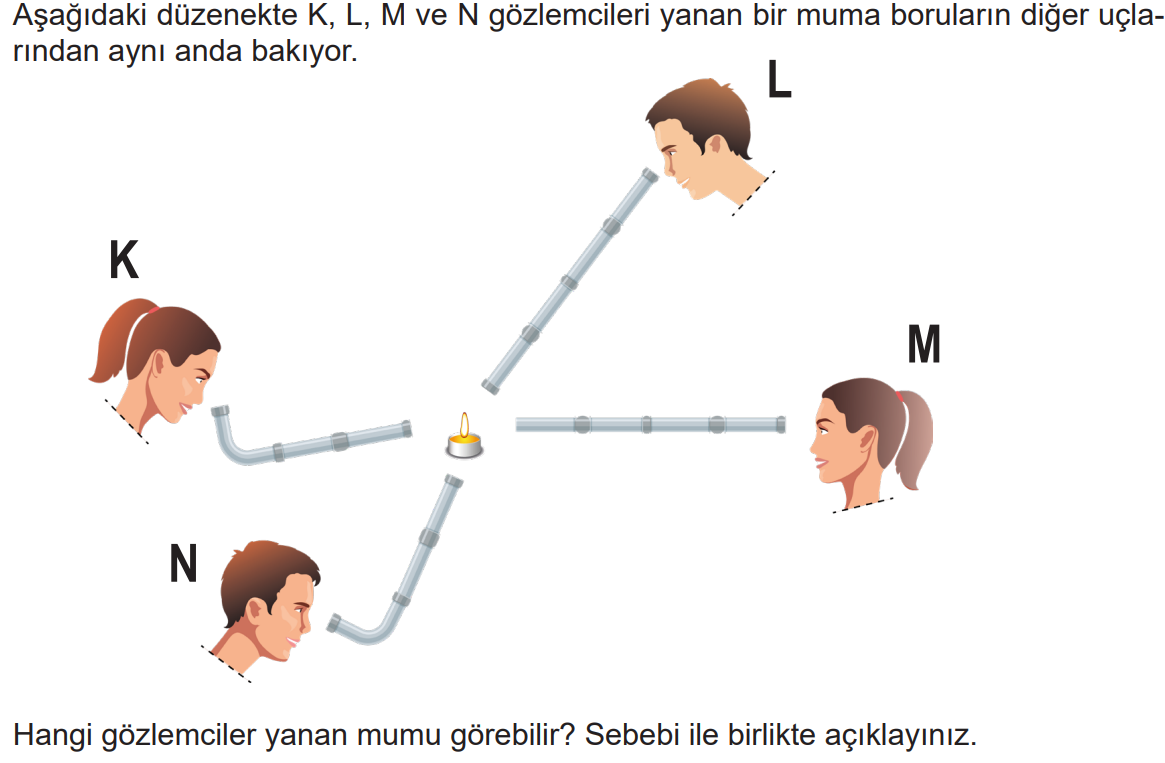 Aşağıdaki düzenekte K, L, M ve N gözlemcileri yanan bir muma boruların diğer uçla-
rından aynı anda bakıyor.
L
K
M
N
Hangi gözlemciler yanan mumu görebilir? Sebebi ile birlikte açıklayınız.